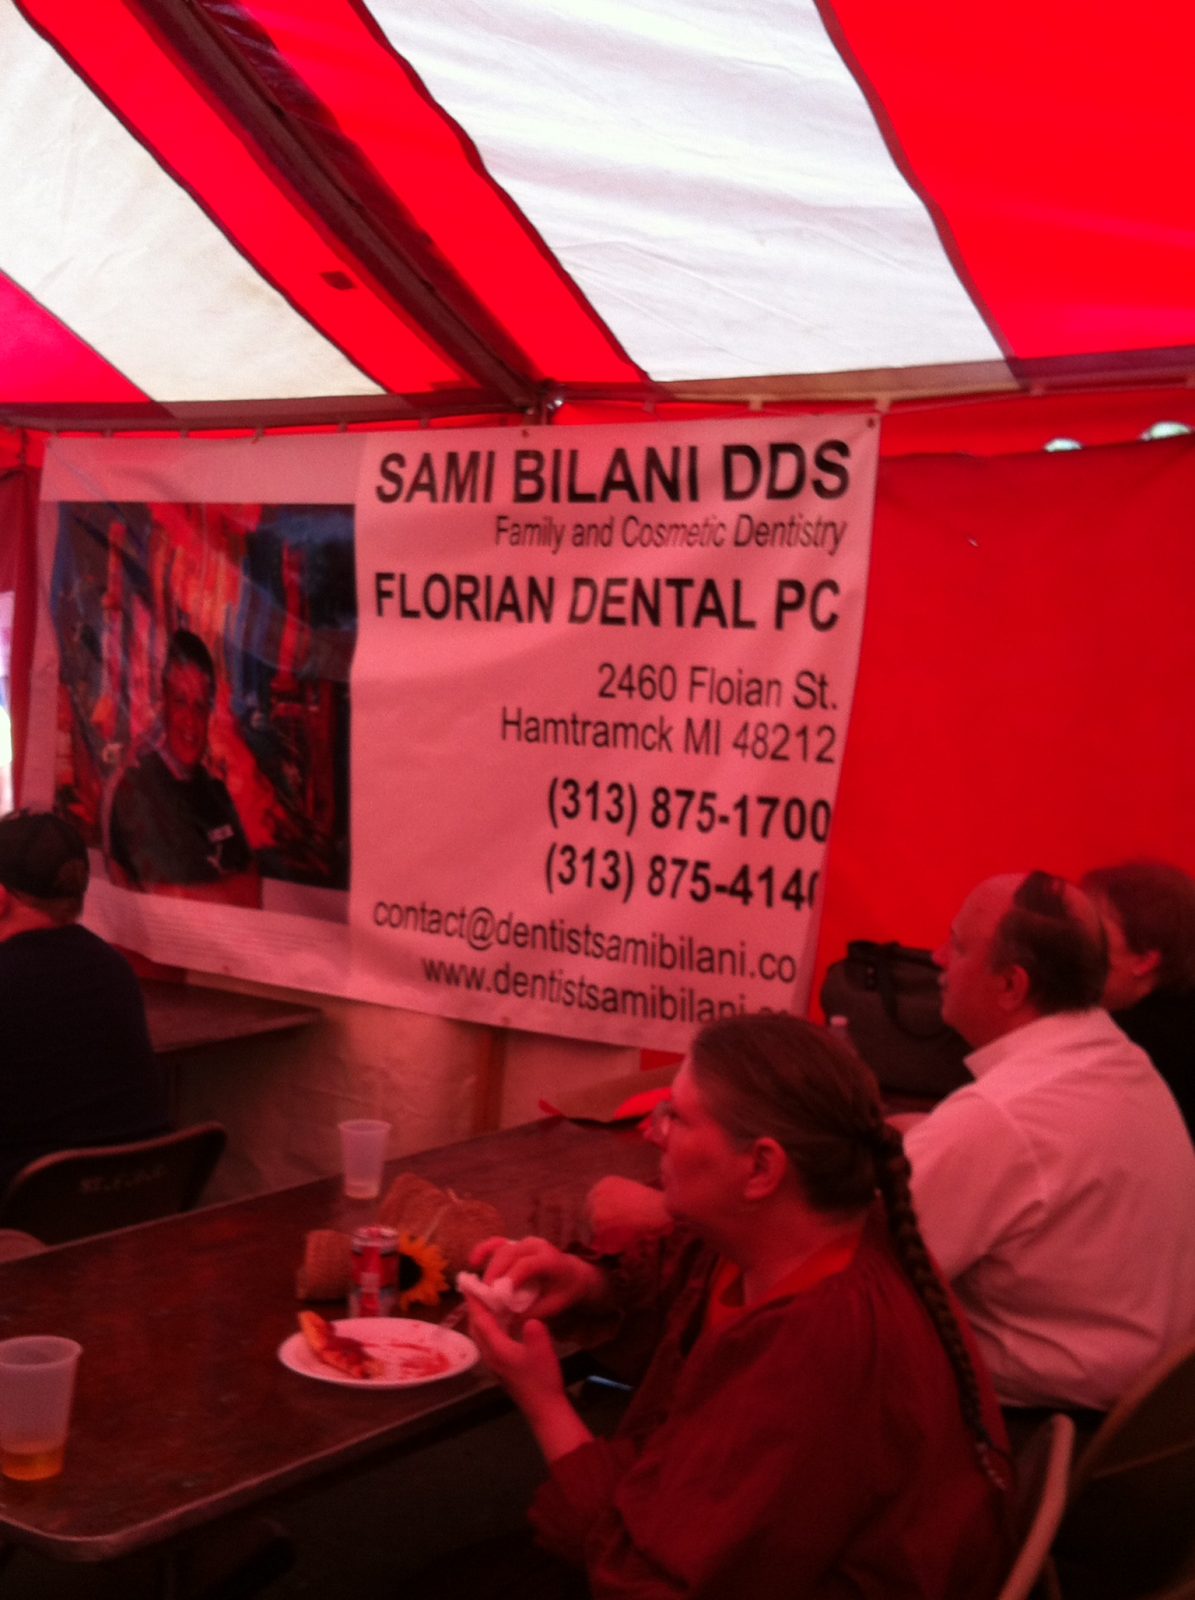 SAMI BILANI DDS
Family and Cosmetic Dentistry
FLORIAN DENTAL PC
2460 Floian St.
Hamtramck MI 48212
(313) 875-1700
(313) 875-414
contact@dentistsamibilani.co
www.dentistsamibilani